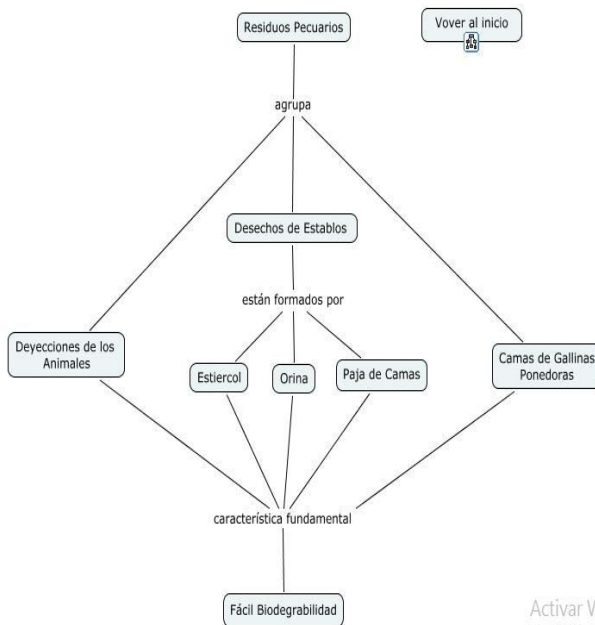 Residuos Pecuarios
Vover al inicio
agrupa
Desechos de Establos
están formados por
Deyecciones de los
Animales
Estiercol
Orina
Paja de Camas
Camas de Gallinas
Ponedoras
característica fundamental
Fácil Biodegrabilidad
Activar W